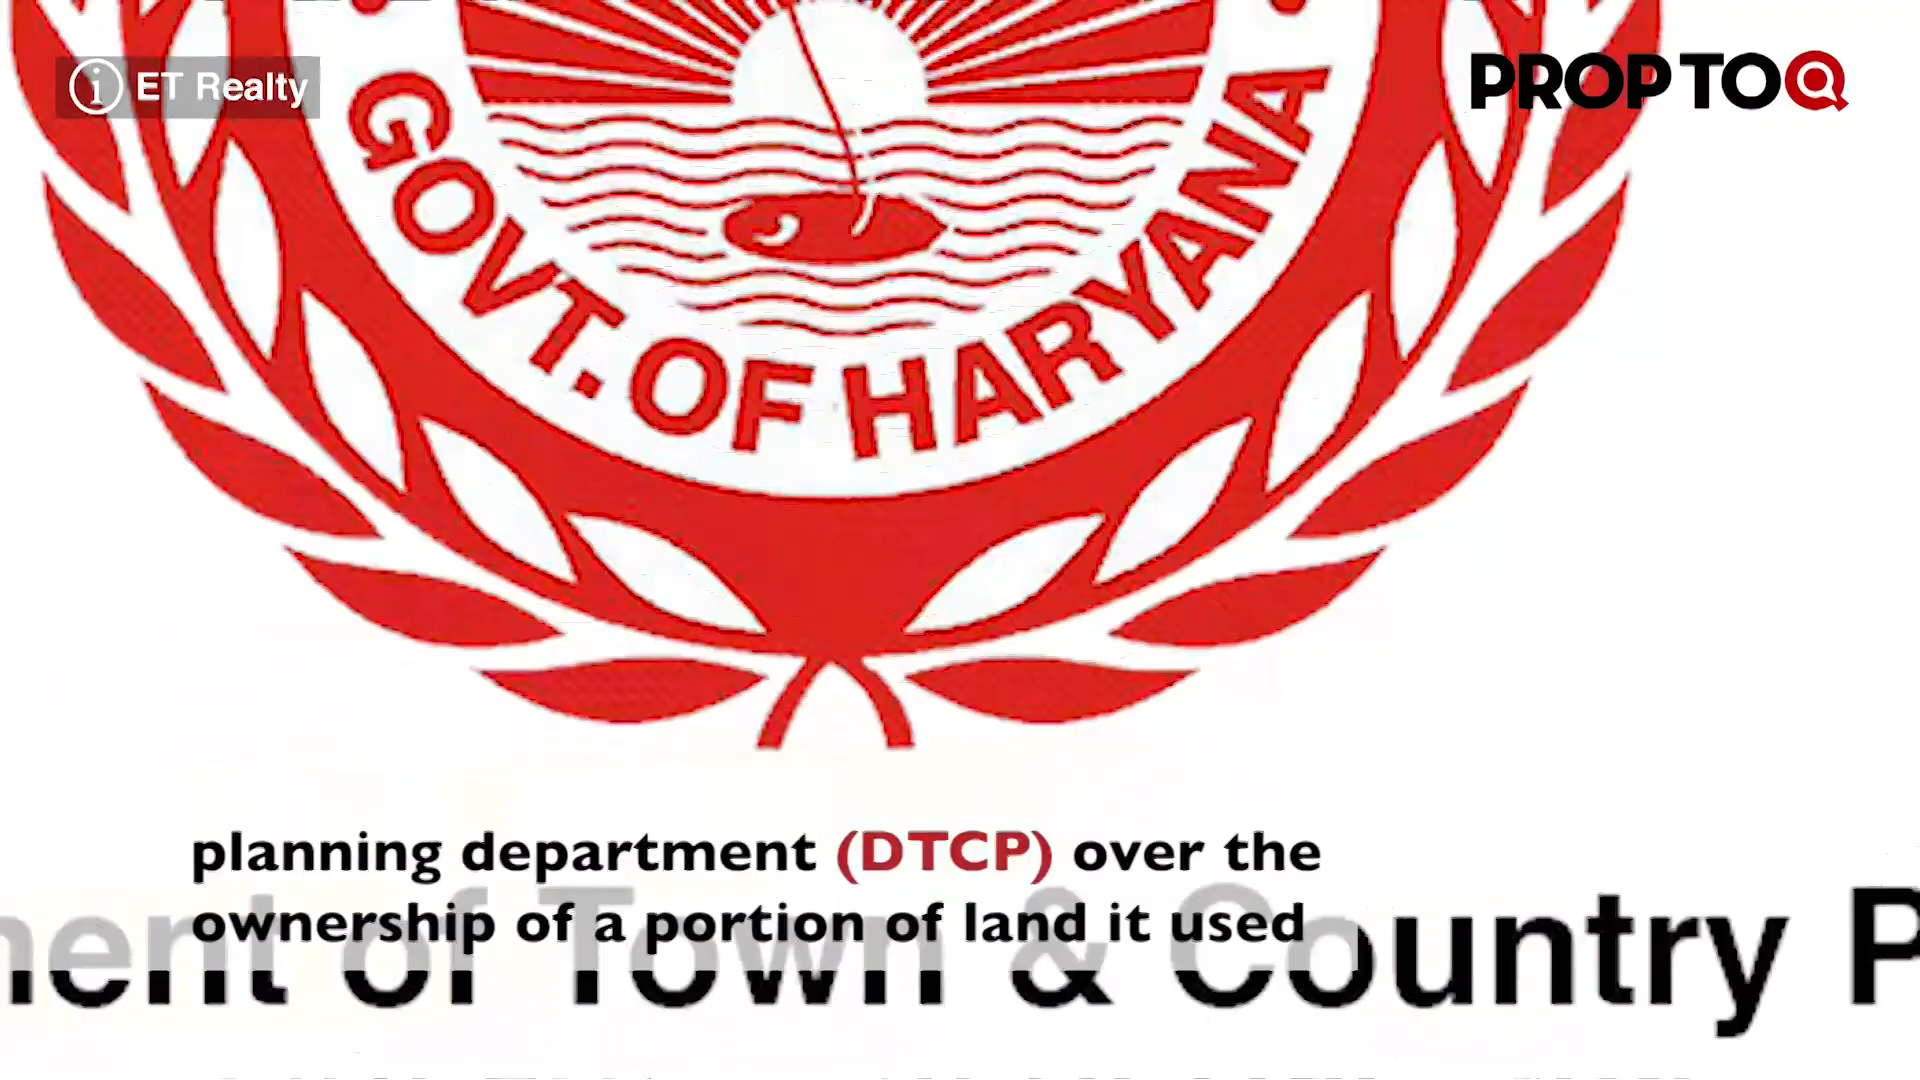 ET Realty
PROPTOQ
GOVT. OF HARYANA
planning department (DTCP) over the
ownership of a portion of land it used
ment of Town & Country P